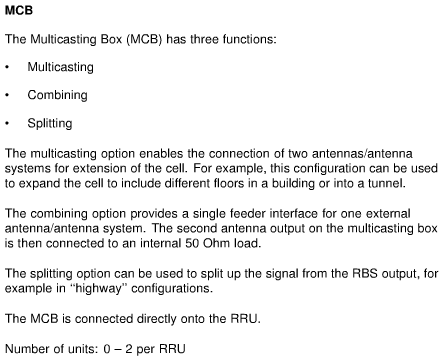 MCB
The Multicasting Box (MCB) has three functions:
• Multicasting
• Combining
• Splitting
The multicasting option enables the connection of two antennas/antenna
systems for extension of the cell. For example, this configuration can be used
to expand the cell to include different floors in a building or into a tunnel.
The combining option provides a single feeder interface for one external
antenna/antenna system. The second antenna output on the multicasting box
is then connected to an internal 50 Ohm load.
The splitting option can be used to split up the signal from the RBS output, for
example in “highway” configurations.
The MCB is connected directly onto the RRU.
Number of units: 0 – 2 per RRU